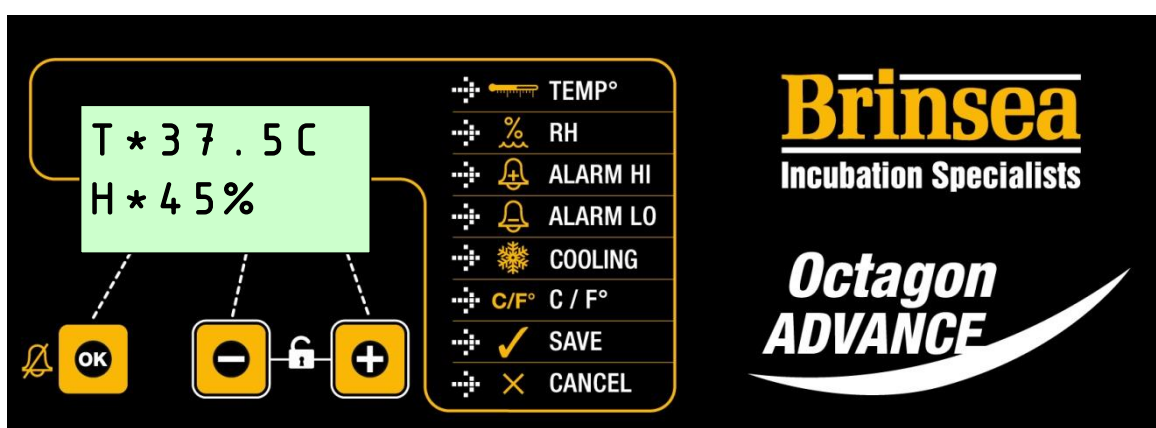 T*37.5C
H*45%
OK
TEMP°
% RH
ALARM HI
ALARM LO
COOLING
C/F° C / F°
SAVE
CANCEL
Brinsea
Incubation Specialists
Octagon
ADVANCE